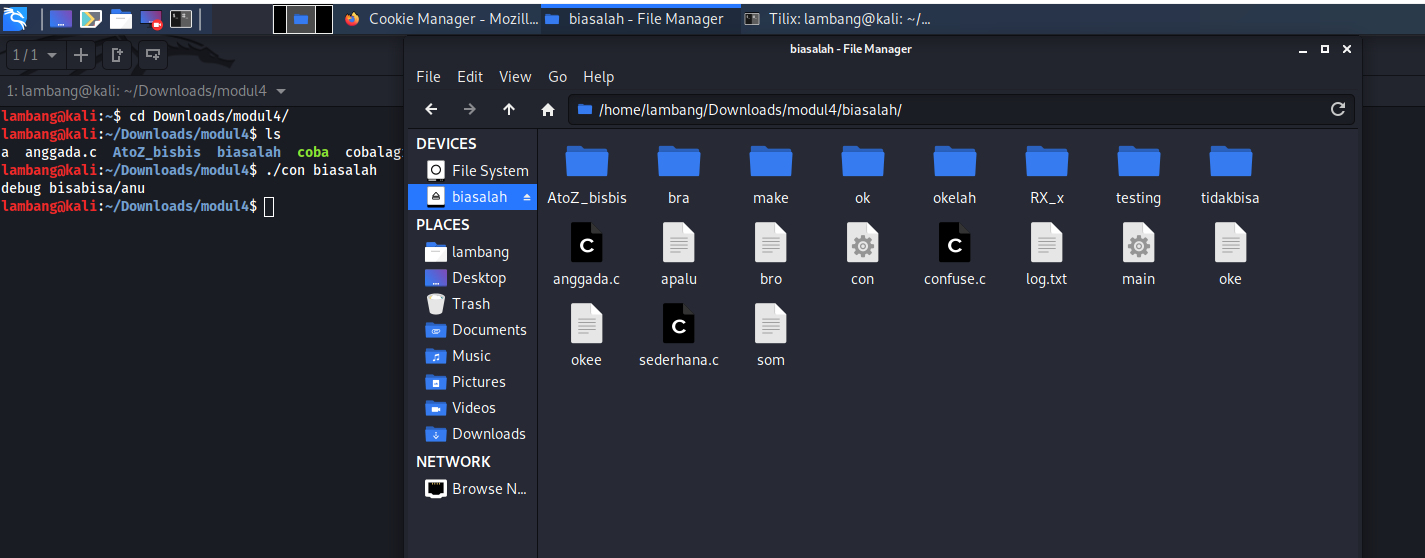 Cookie Manager - Mozill...
biasalah - File Manager
Tilix: lambang@kali: ~/...
1 / 1
1: lambang@kali: ~/Downloads/modul4
lambang@kali:~$ cd Downloads/modul4/
lambang@kali:~/Downloads/modul4$ ls
a anggada.c AtoZ_bisbis biasalah coba cobalag
lambang@kali:~/Downloads/modul4$ ./con biasalah
debug bisabisa/anu
lambang@kali:~/Downloads/modul4$
biasalah - File Manager
File Edit View Go Help
/home/lambang/Downloads/modul4/biasalah/
DEVICES
File System
biasalah
PLACES
lambang
Desktop
Trash
Documents
Music
Pictures
Videos
Downloads
NETWORK
Browse N...
AtoZ_bisbis bra make ok okelah RX_x testing tidakbisa
anggada.c apalu bro con confuse.c log.txt main oke
okee sederhana.c som